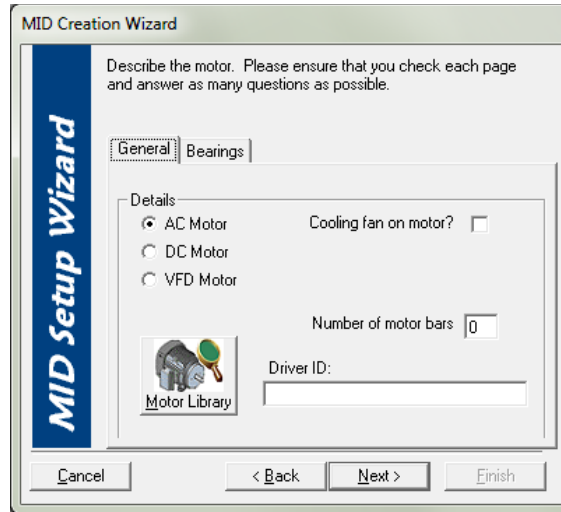 MID Creation Wizard
MID Setup Wizard
Describe the motor. Please ensure that you check each page
and answer as many questions as possible.
General
Bearings
Details
AC Motor
Cooling fan on motor?
DC Motor
VFD Motor
Number of motor bars 0
Motor Library
Driver ID:
Cancel
< Back
Next >
Finish